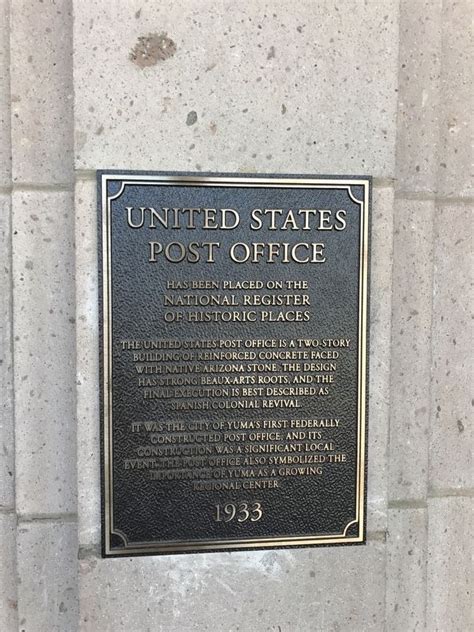 UNITED STATES
POST OFFICE
HAS BEEN PLACED ON THE
NATIONAL REGISTER
OF HISTORIC PLACES
THE UNITED STATES POST OFFICE IS A TWO-STORY
BUILDING OF REINFORCED CONCRETE FACED
WITH NATIVE ARIZONA STONE. THE DESIGN
HAS STRONG BEAUX-ARTS ROOTS, AND THE
FINAL EXECUTION IS BEST DESCRIBED AS
SPANISH COLONIAL REVIVAL.
IT WAS THE CITY OF YUMA'S FIRST FEDERALLY
CONSTRUCTED POST OFFICE, AND ITS
CONSTRUCTION WAS A SIGNIFICANT LOCAL
EVENT. THE POST OFFICE ALSO SYMBOLIZED THE
IMPORTANCE OF YUMA AS A GROWING
REGIONAL CENTER.
1933